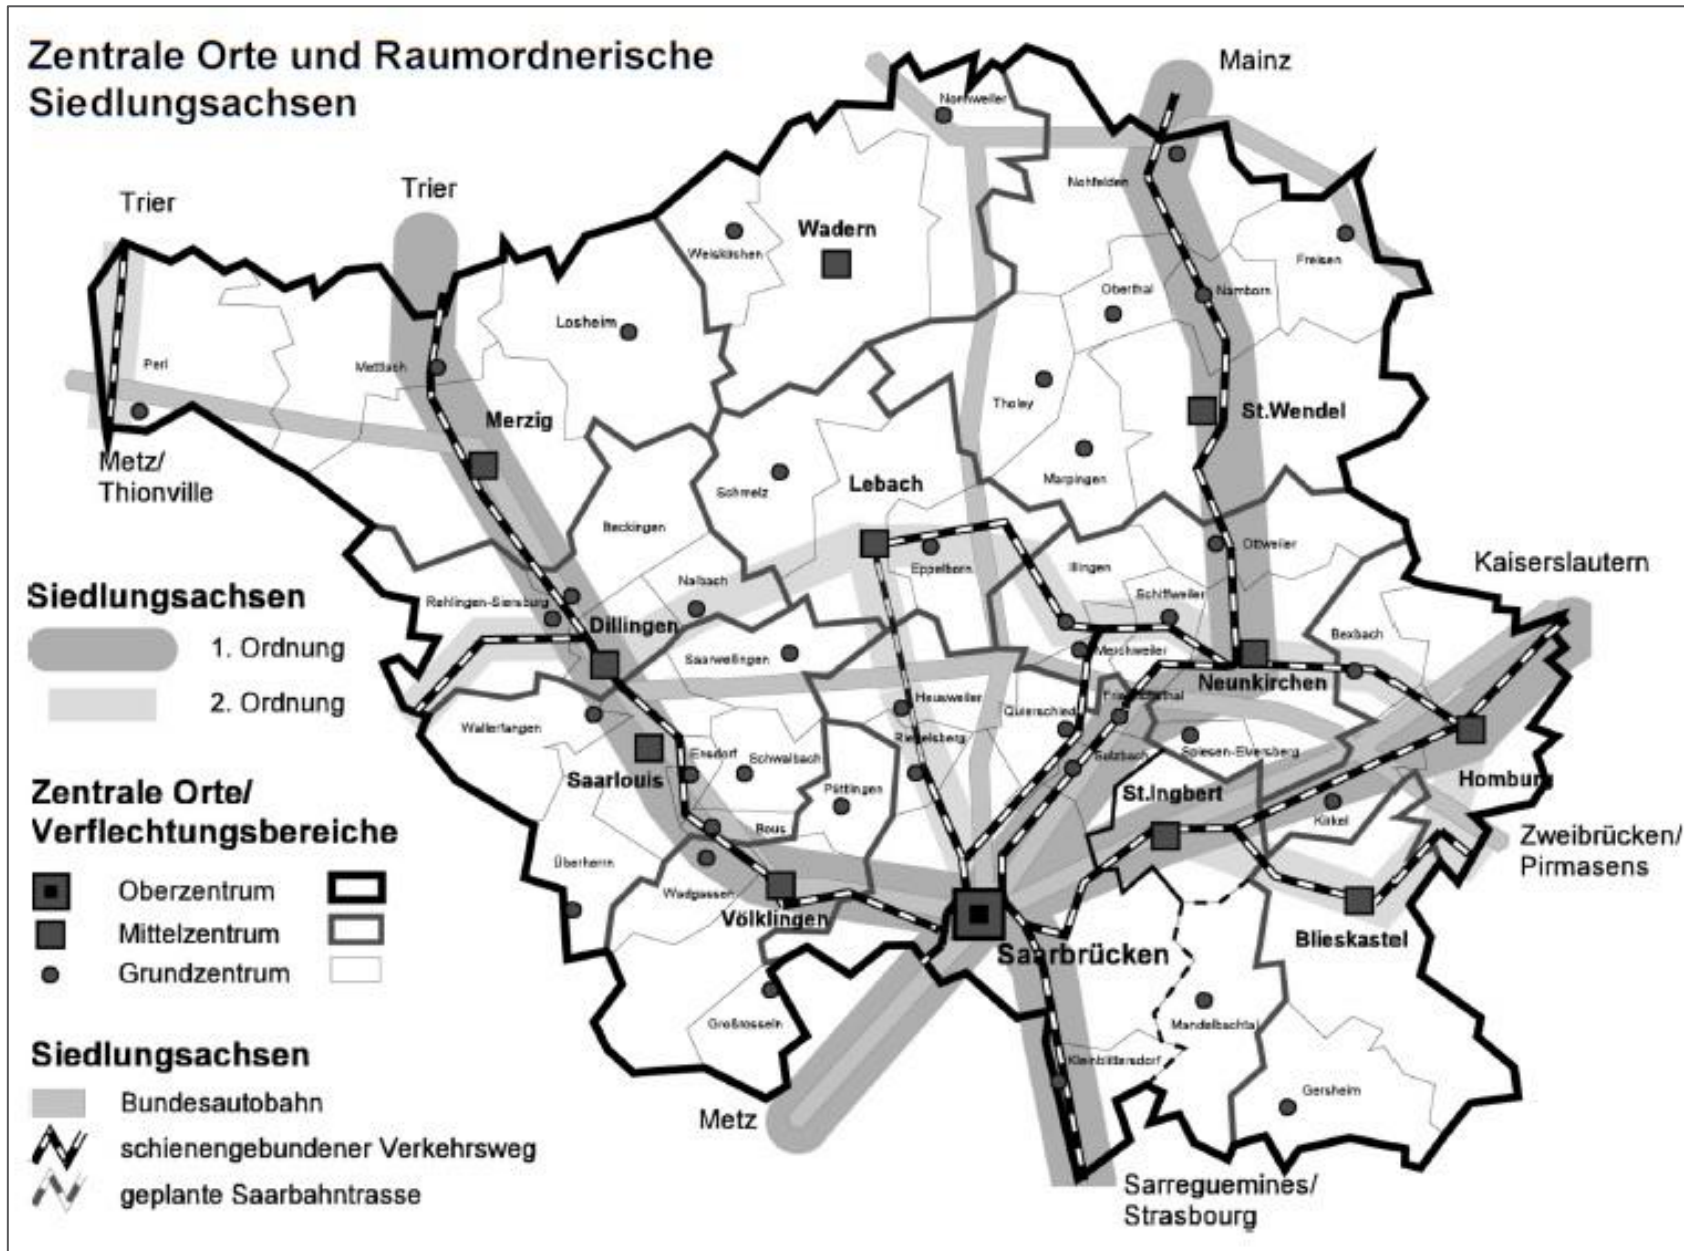 Zentrale Orte und Raumordnerische
Siedlungsachsen
Mainz
Nonnweiler
Trier
Trier
Nohfelden
Wadern
Weiskirchen
Freisen
Oberthal
Namborn
Losheim
Perl
Mettlach
Merzig
Tholey
St.Wendel
Metz/
Thionville
Schmelz
Lebach
Marpingen
Beckingen
Ottweiler
Kaiserslautern
Eppelborn
Illingen
Nalbach
Schiffweiler
Siedlungsachsen
Rehlingen-Siersburg
Dillingen
Bexbach
1. Ordnung
Saarwellingen
Merchweiler
Neunkirchen
2. Ordnung
Heusweiler
Friedrichsthal
Quierschied
Wallerfangen
Riegelsberg
Ensdorf
Schwalbach
Sulzbach
Spiesen-Elversberg
Saarlouis
Püttlingen
St.Ingbert
Homburg
Zentrale Orte/
Verflechtungsbereiche
Bous
Kirkel
Zweibrücken/
Pirmasens
Überherrn
Oberzentrum
Wadgassen
Völklingen
Mittelzentrum
Blieskastel
Saarbrücken
Grundzentrum
Großrosseln
Mandelbachtal
Siedlungsachsen
Kleinblittersdorf
Gersheim
Bundesautobahn
Metz
schienengebundener Verkehrsweg
geplante Saarbahntrasse
Sarreguemines/
Strasbourg